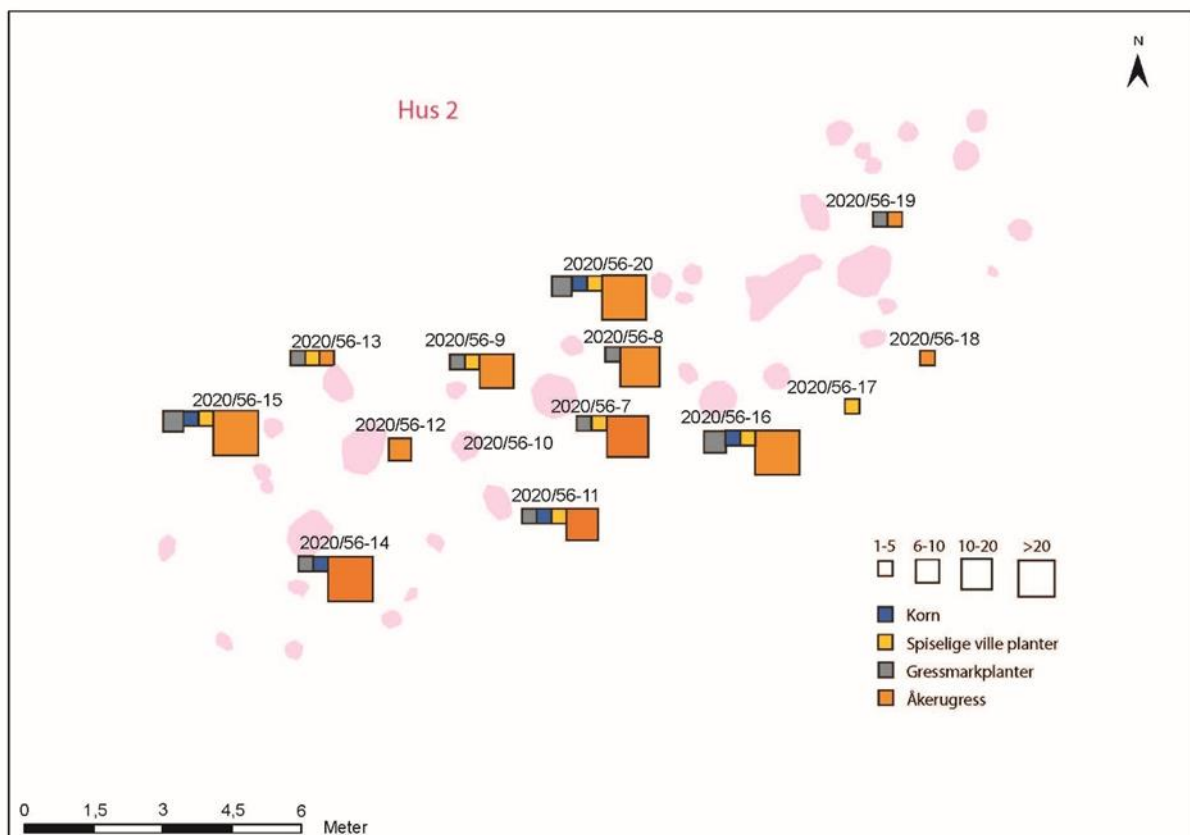 N
Hus 2
2020/56-19
2020/56-20
2020/56-13
2020/56-9
2020/56-8
2020/56-18
2020/56-17
2020/56-15
2020/56-7
2020/56-16
2020/56-12
2020/56-10
2020/56-11
2020/56-14
1-5 6-10 10-20 >20
Korn
Spiselige ville planter
Gressmarkplanter
Åkerugress
0 1,5 3 4,5 6
Meter